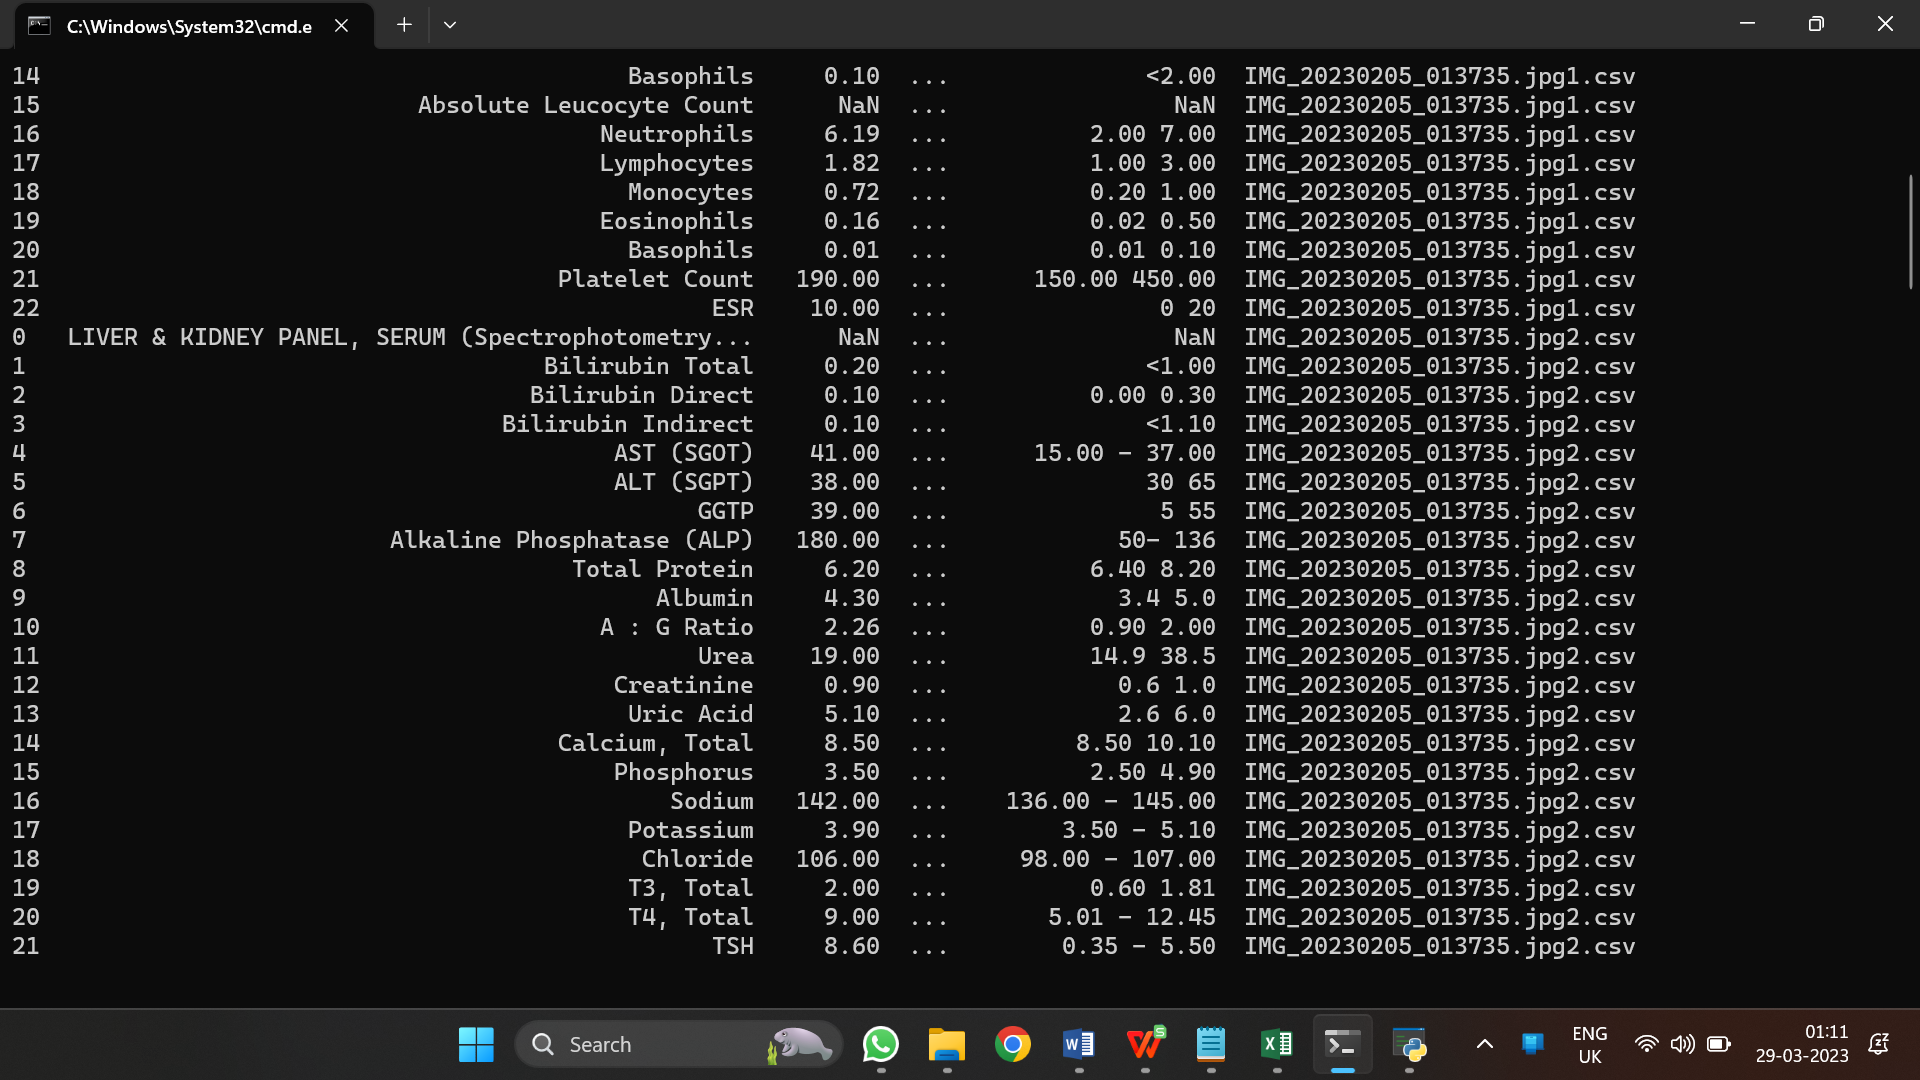 C:\Windows\System32\cmd.e
14 Basophils 0.10 ... <2.00 IMG_20230205_013735.jpg1.csv
15 Absolute Leucocyte Count NaN ... NaN IMG_20230205_013735.jpg1.csv
16 Neutrophils 6.19 ... 2.00 7.00 IMG_20230205_013735.jpg1.csv
17 Lymphocytes 1.82 ... 1.00 3.00 IMG_20230205_013735.jpg1.csv
18 Monocytes 0.72 ... 0.20 1.00 IMG_20230205_013735.jpg1.csv
19 Eosinophils 0.16 ... 0.02 0.50 IMG_20230205_013735.jpg1.csv
20 Basophils 0.01 ... 0.01 0.10 IMG_20230205_013735.jpg1.csv
21 Platelet Count 190.00 ... 150.00 450.00 IMG_20230205_013735.jpg1.csv
22 ESR 10.00 ... 0 20 IMG_20230205_013735.jpg1.csv
0 LIVER & KIDNEY PANEL, SERUM (Spectrophotometry... NaN ... NaN IMG_20230205_013735.jpg2.csv
1 Bilirubin Total 0.20 ... <1.00 IMG_20230205_013735.jpg2.csv
2 Bilirubin Direct 0.10 ... 0.00 0.30 IMG_20230205_013735.jpg2.csv
3 Bilirubin Indirect 0.10 ... <1.10 IMG_20230205_013735.jpg2.csv
4 AST (SGOT) 41.00 ... 15.00 - 37.00 IMG_20230205_013735.jpg2.csv
5 ALT (SGPT) 38.00 ... 30 65 IMG_20230205_013735.jpg2.csv
6 GGTP 39.00 ... 5 55 IMG_20230205_013735.jpg2.csv
7 Alkaline Phosphatase (ALP) 180.00 ... 50- 136 IMG_20230205_013735.jpg2.csv
8 Total Protein 6.20 ... 6.40 8.20 IMG_20230205_013735.jpg2.csv
9 Albumin 4.30 ... 3.4 5.0 IMG_20230205_013735.jpg2.csv
10 A : G Ratio 2.26 ... 0.90 2.00 IMG_20230205_013735.jpg2.csv
11 Urea 19.00 ... 14.9 38.5 IMG_20230205_013735.jpg2.csv
12 Creatinine 0.90 ... 0.6 1.0 IMG_20230205_013735.jpg2.csv
13 Uric Acid 5.10 ... 2.6 6.0 IMG_20230205_013735.jpg2.csv
14 Calcium, Total 8.50 ... 8.50 10.10 IMG_20230205_013735.jpg2.csv
15 Phosphorus 3.50 ... 2.50 4.90 IMG_20230205_013735.jpg2.csv
16 Sodium 142.00 ... 136.00 - 145.00 IMG_20230205_013735.jpg2.csv
17 Potassium 3.90 ... 3.50 - 5.10 IMG_20230205_013735.jpg2.csv
18 Chloride 106.00 ... 98.00 - 107.00 IMG_20230205_013735.jpg2.csv
19 T3, Total 2.00 ... 0.60 1.81 IMG_20230205_013735.jpg2.csv
20 T4, Total 9.00 ... 5.01 - 12.45 IMG_20230205_013735.jpg2.csv
21 TSH 8.60 ... 0.35 - 5.50 IMG_20230205_013735.jpg2.csv
Search
ENG 01:11
UK 29-03-2023